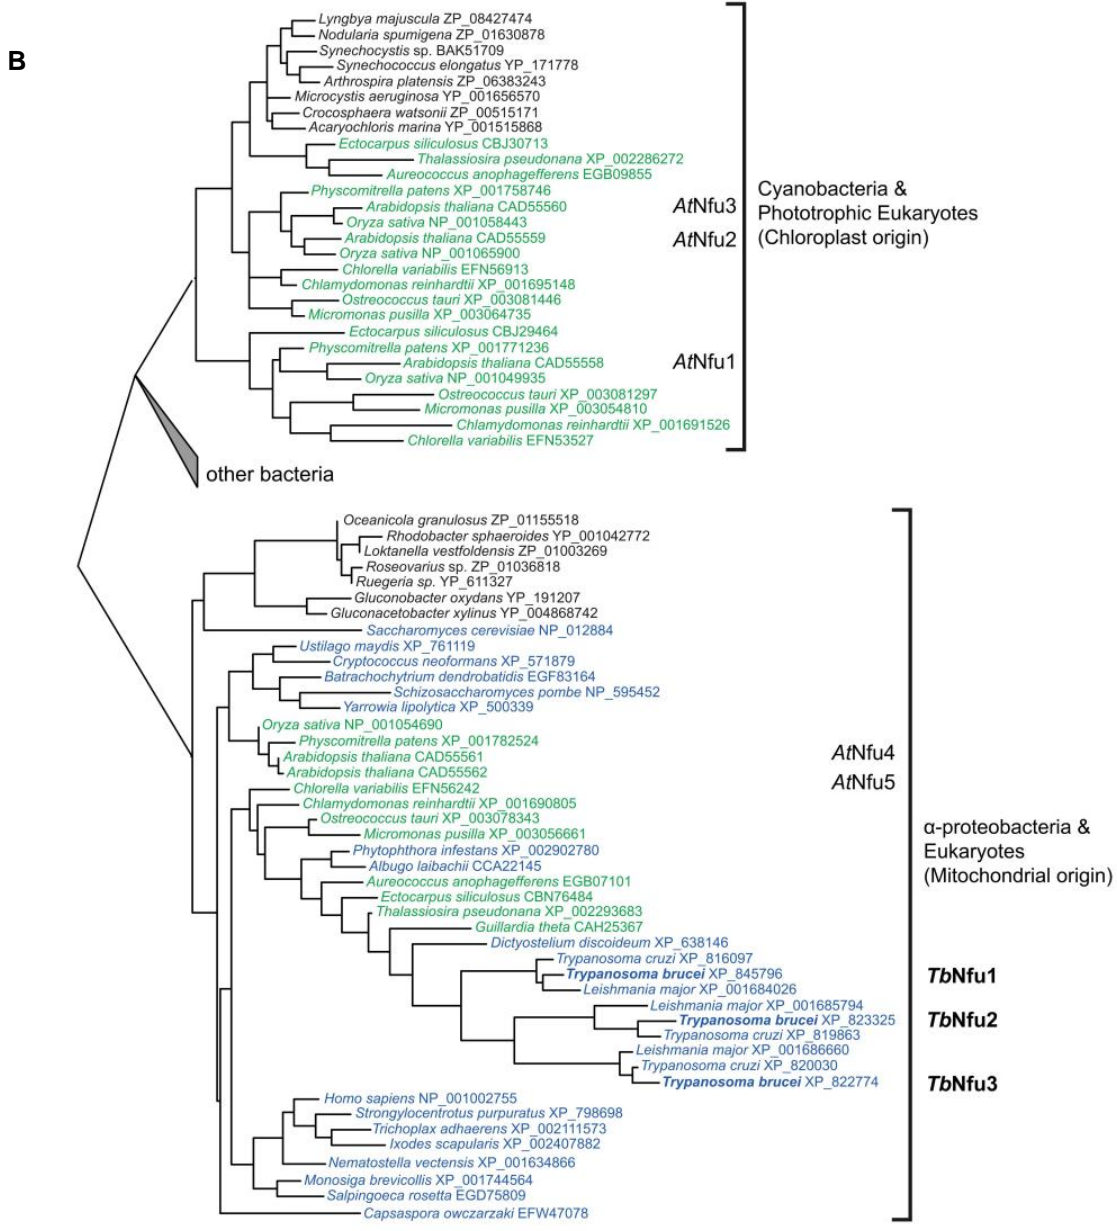 B
Lyngbya majuscula ZP_08427474
Nodularia spumigena ZP_01630878
Synechocystis sp. BAK51709
Synechococcus elongatus YP_171778
Arthrospira platensis ZP_06383243
Microcystis aeruginosa YP_001656570
Crocosphaera watsonii ZP_00515171
Acaryochloris marina YP_001515868
Ectocarpus siliculosus CBJ30713
Thalassiosira pseudonana XP_002286272
Aureococcus anophagefferens EGB09855
Physcomitrella patens XP_001758746
Arabidopsis thaliana CAD55560
Oryza sativa NP_001058443
Arabidopsis thaliana CAD55559
Oryza sativa NP_001065900
Chlorella variabilis EFN56913
Chlamydomonas reinhardtii XP_001695148
Ostreococcus tauri XP_003081446
Micromonas pusilla XP_003064735
Ectocarpus siliculosus CBJ29464
Physcomitrella patens XP_001771236
Arabidopsis thaliana CAD55558
Oryza sativa NP_001049935
Ostreococcus tauri XP_003081297
Micromonas pusilla XP_003054810
Chlamydomonas reinhardtii XP_001691526
Chlorella variabilis EFN53527
AtNfu3
AtNfu2
AtNfu1
Cyanobacteria &
Phototrophic Eukaryotes
(Chloroplast origin)
other bacteria
Oceanicola granulosus ZP_01155518
Rhodobacter sphaeroides YP_001042772
Loktanella vestfoldensis ZP_01003269
Roseovarius sp. ZP_01036818
Ruegeria sp. YP_611327
Gluconobacter oxydans YP_191207
Gluconacetobacter xylinus YP_004868742
Saccharomyces cerevisiae NP_012884
Ustilago maydis XP_761119
Cryptococcus neoformans XP_571879
Batrachochytrium dendrobatidis EGF83164
Schizosaccharomyces pombe NP_595452
Yarrowia lipolytica XP_500339
Oryza sativa NP_001054690
Physcomitrella patens XP_001782524
Arabidopsis thaliana CAD55561
Arabidopsis thaliana CAD55562
Chlorella variabilis EFN56242
Chlamydomonas reinhardtii XP_001690805
Ostreococcus tauri XP_003078343
Micromonas pusilla XP_003056661
Phytophthora infestans XP_002902780
Albugo laibachii CCA22145
Aureococcus anophagefferens EGB07101
Ectocarpus siliculosus CBN76484
Thalassiosira pseudonana XP_002293683
Guillardia theta CAH25367
Dictyostelium discoideum XP_638146
Trypanosoma cruzi XP_816097
Trypanosoma brucei XP_845796
Leishmania major XP_001684026
Leishmania major XP_001685794
Trypanosoma brucei XP_823325
Trypanosoma cruzi XP_819863
Leishmania major XP_001686660
Trypanosoma cruzi XP_820030
Trypanosoma brucei XP_822774
Homo sapiens NP_001002755
Strongylocentrotus purpuratus XP_798698
Trichoplax adhaerens XP_002111573
Ixodes scapularis XP_002407882
Nematostella vectensis XP_001634866
Monosiga brevicollis XP_001744564
Salpingoeca rosetta EGD75809
Capsaspora owczarzaki EFW47078
AtNfu4
AtNfu5
α-proteobacteria &
Eukaryotes
(Mitochondrial origin)
TbNfu1
TbNfu2
TbNfu3